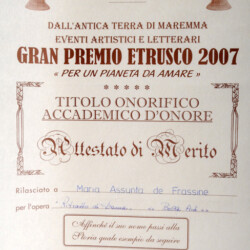 DALL'ANTICA TERRA DI MAREMMA
EVENTI ARTISTICI E LETTERARI
GRAN PREMIO ETRUSCO 2007
« PER UN PIANETA DA AMARE »
* * * * *
TITOLO ONORIFICO
ACCADEMICO D'ONORE
Attestato di Merito
Rilasciato a Maria Assunta de Frassine
per l'opera
Affinchè il mo nome passi alla
Storia quale esempio da seguire